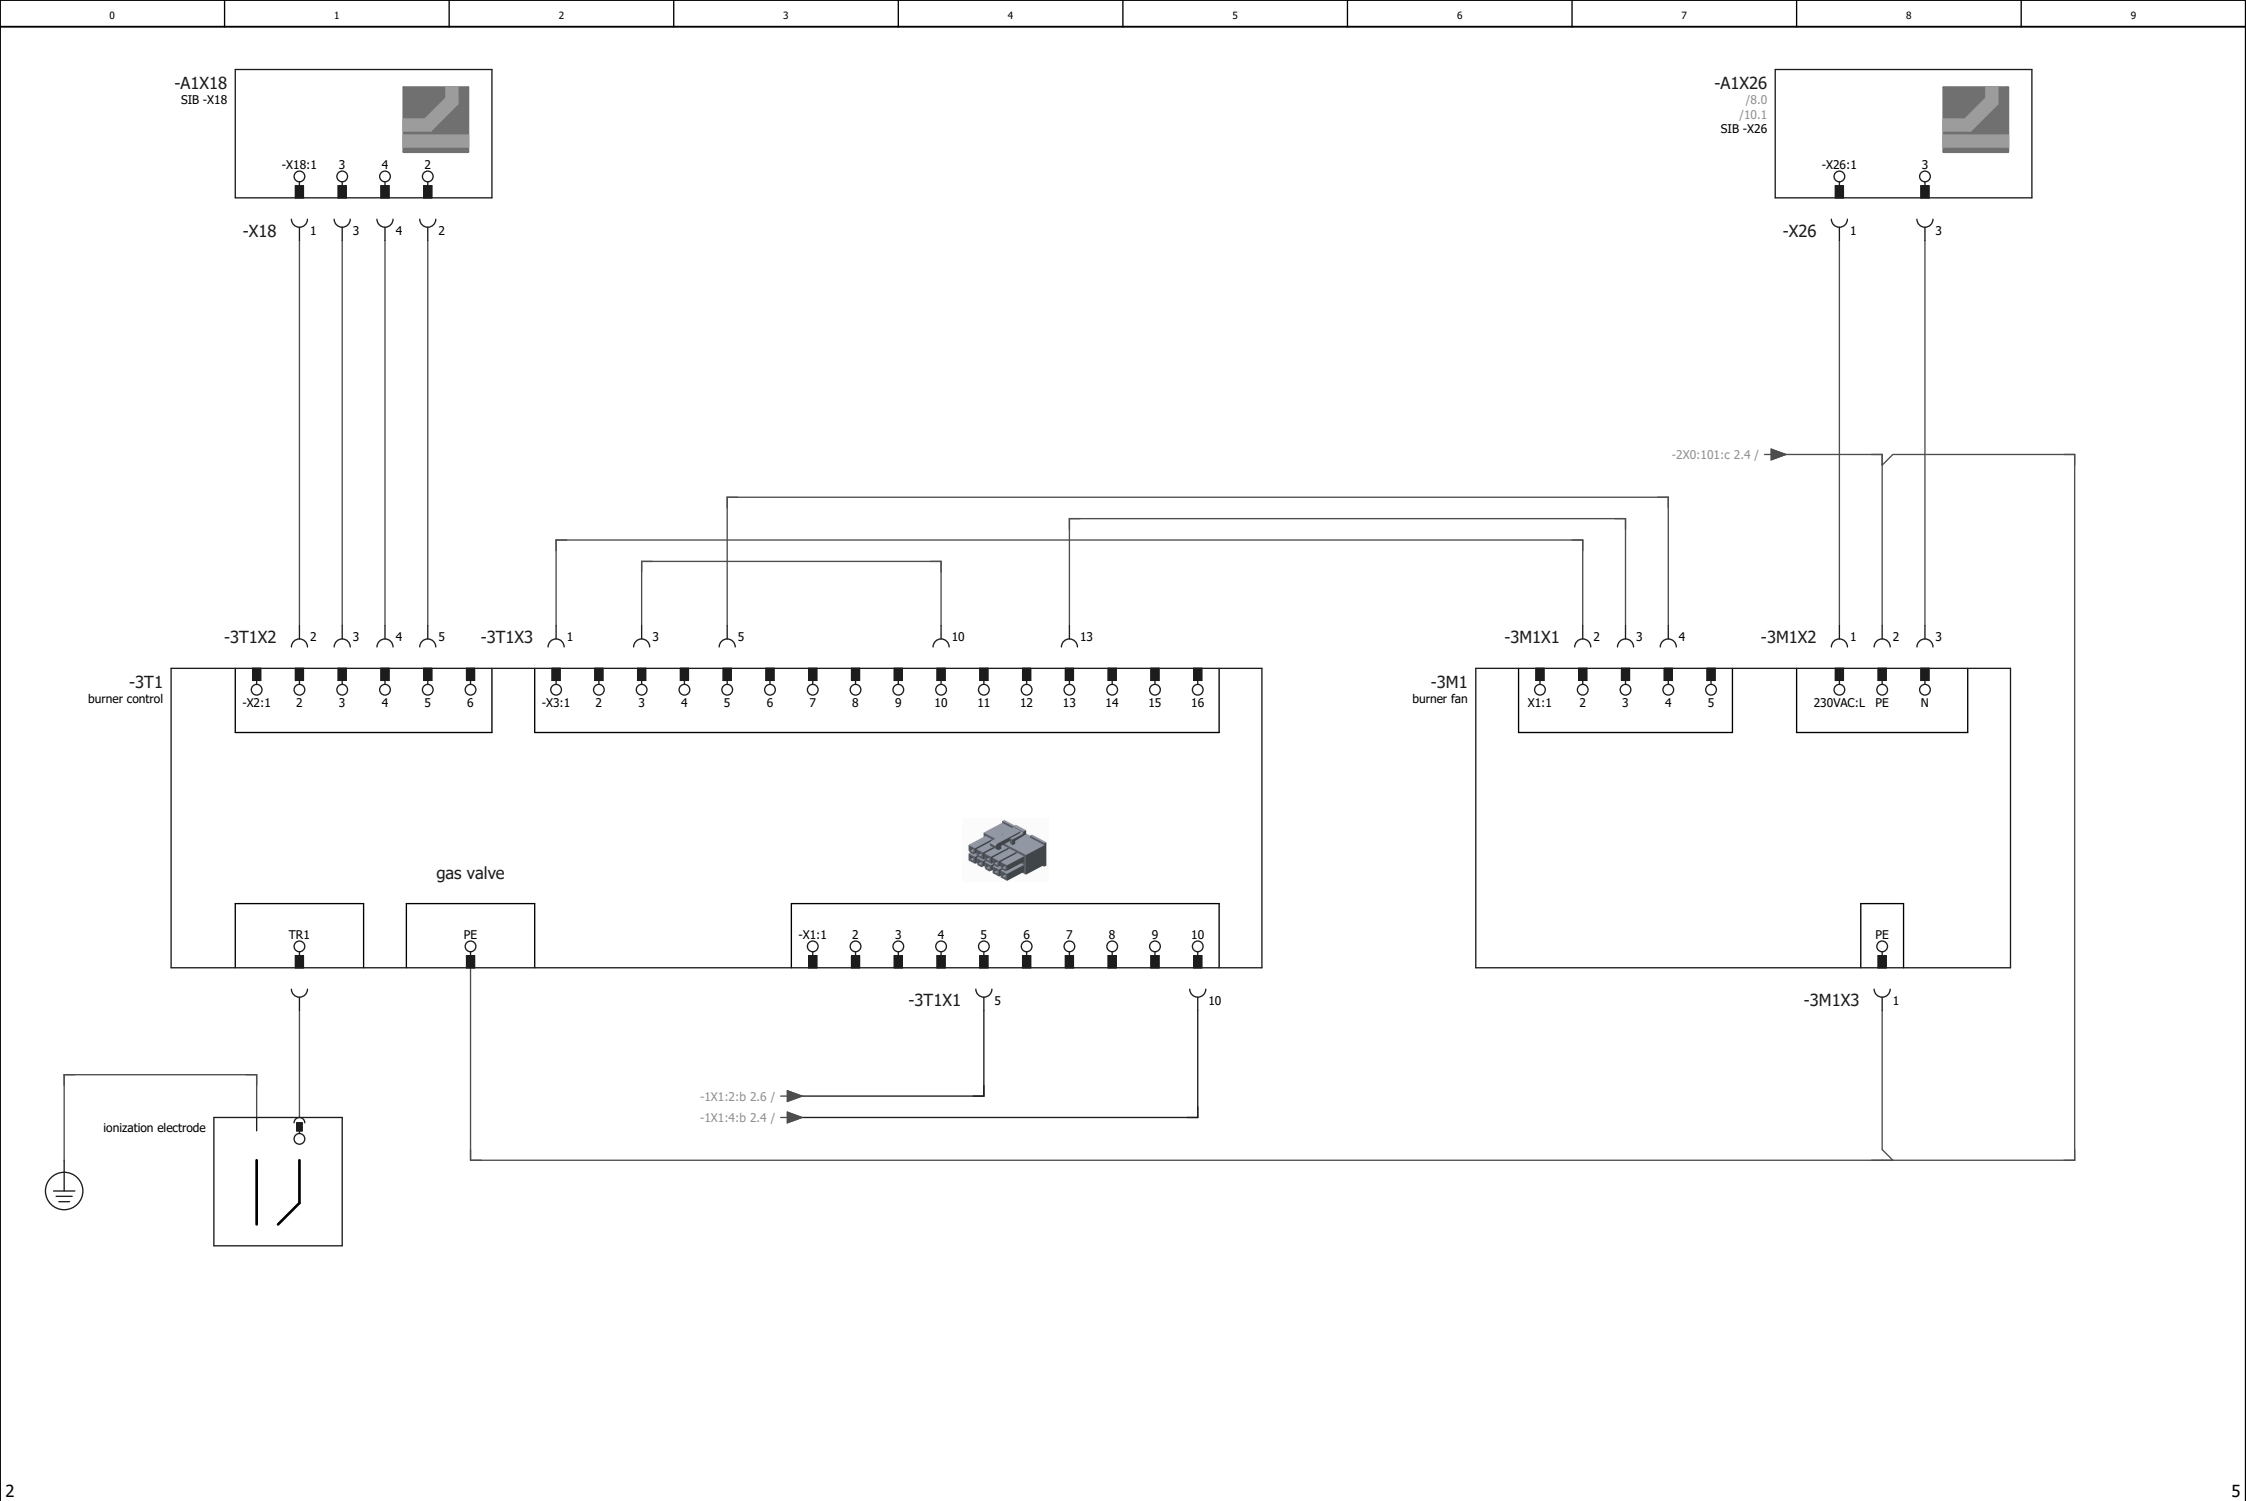 0 1 2 3 4 5 6 7 8 9
-A1X18
SIB -X18
-X18:1 3 4 2
-X18 1 3 4 2
-A1X26
/8.0
/10.1
SIB -X26
-X26:1 3
-X26 1 3
-2X0:101:c 2.4 /
-3T1X2 2 3 4 5
-3T1X3 1 3 5 10 13
-3M1X1 2 3 4
-3M1X2 1 2 3
-3T1
burner control
-X2:1 2 3 4 5 6
-X3:1 2 3 4 5 6 7 8 9 10 11 12 13 14 15 16
-3M1
burner fan
X1:1 2 3 4 5
230VAC:L PE N
gas valve
TR1
PE
-X1:1 2 3 4 5 6 7 8 9 10
PE
-3T1X1 5 10
-3M1X3 1
-1X1:2:b 2.6 /
-1X1:4:b 2.4 /
ionization electrode
2
5